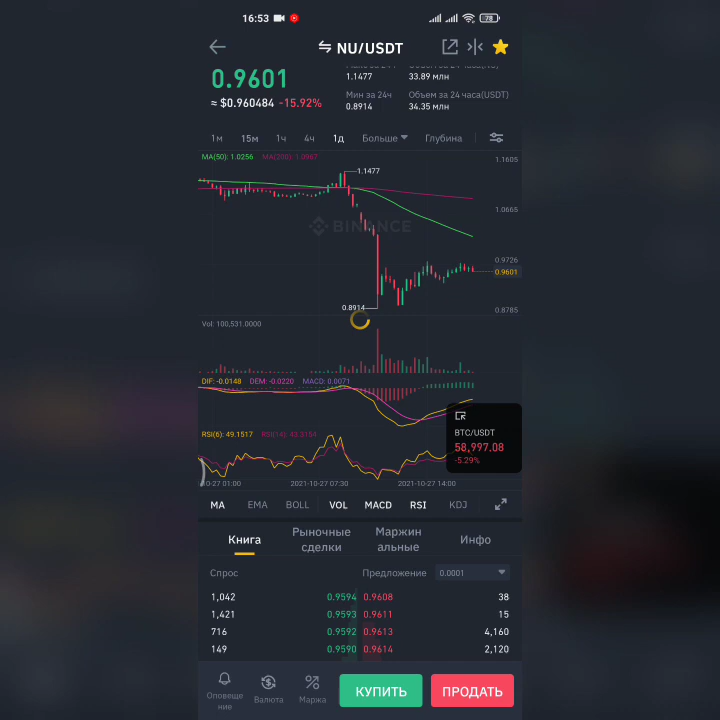 16:53
78
NU/USDT
0.9601
≈ $0.960484 -15.92%
1.1477
33.89 млн
Мин за 24ч
Объем за 24 часа(USDT)
0.8914
34.35 млн
1м 15м 1ч 4ч 1д Больше Глубина
MA(50): 1.0256 MA(200): 1.0967
1.1605
1.1477
1.0665
BINANCE
0.9726
0.9601
0.8914
0.8785
Vol: 100,531.0000
DIF: -0.0148 DEM: -0.0220 MACD: 0.0071
BTC/USDT
58,997.08
-5.29%
RSI(6): 49.1517 RSI(14): 43.3154
10-27 01:00 2021-10-27 07:30 2021-10-27 14:00
MA EMA BOLL VOL MACD RSI KDJ
Книга
Рыночные сделки
Маржин альные
Инфо
Спрос Предложение 0.0001
1,042 0.9594 0.9608 38
1,421 0.9593 0.9611 15
716 0.9592 0.9613 4,160
149 0.9590 0.9614 2,120
Оповеще ние
Валюта
Маржа
КУПИТЬ
ПРОДАТЬ